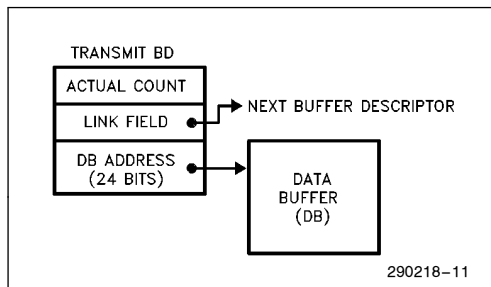 TRANSMIT BD
ACTUAL COUNT
LINK FIELD
NEXT BUFFER DESCRIPTOR
DB ADDRESS
(24 BITS)
DATA
BUFFER
(DB)
290218–11